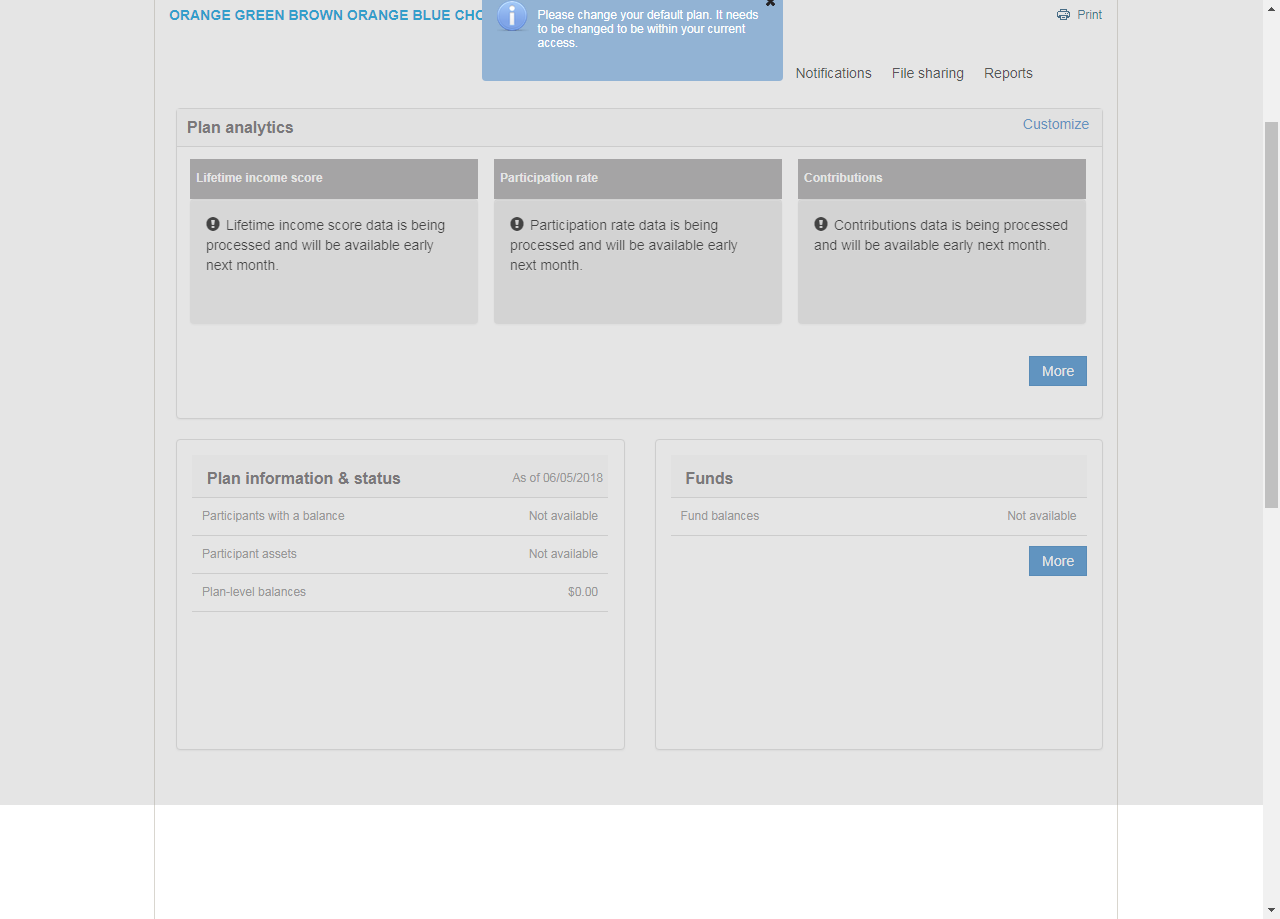 ORANGE GREEN BROWN ORANGE BLUE
Please change your default plan. It needs
to be changed to be within your current
access.
Print
Notifications File sharing Reports
Plan analytics
Customize
Lifetime income score
Lifetime income score data is being
processed and will be available early
next month.
Participation rate
Participation rate data is being
processed and will be available early
next month.
Contributions
Contributions data is being processed
and will be available early next month.
More
Plan information & status As of 06/05/2018
Participants with a balance Not available
Participant assets Not available
Plan-level balances $0.00
Funds
Fund balances Not available
More